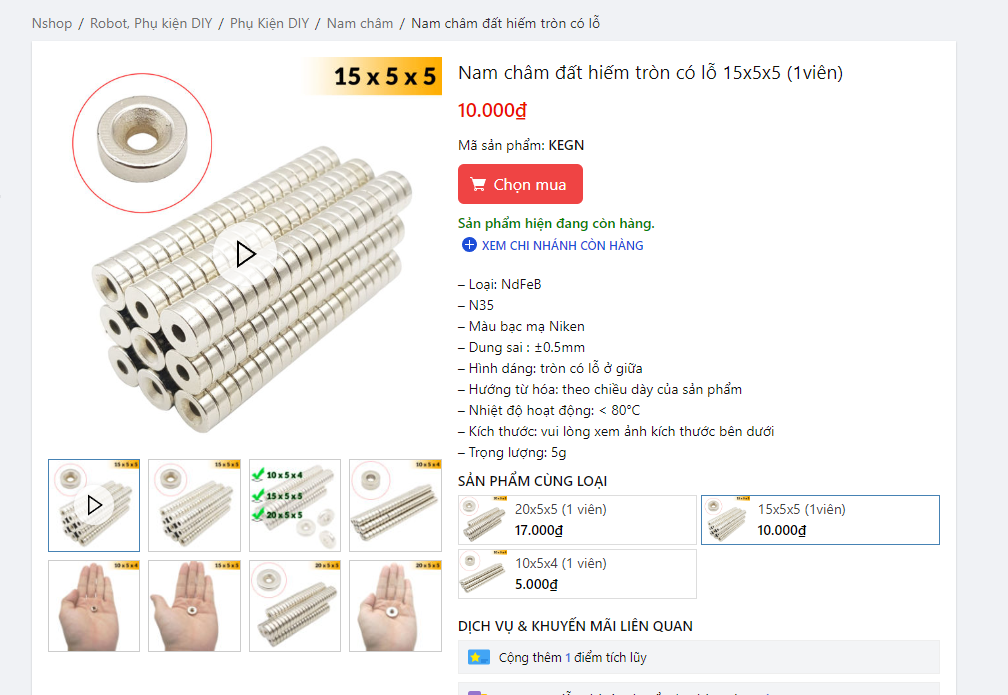 Nshop / Robot, Phụ kiện DIY / Phụ Kiện DIY / Nam châm / Nam châm đất hiếm tròn có lỗ
15 x 5 x 5
Nam châm đất hiếm tròn có lỗ 15x5x5 (1viên)
10.000₫
Mã sản phẩm: KEGN
Chọn mua
Sản phẩm hiện đang còn hàng.
XEM CHI NHÁNH CÒN HÀNG
– Loại: NdFeB
– N35
– Màu bạc mạ Niken
– Dung sai : ±0.5mm
– Hình dáng: tròn có lỗ ở giữa
– Hướng từ hóa: theo chiều dày của sản phẩm
– Nhiệt độ hoạt động: < 80°C
– Kích thước: vui lòng xem ảnh kích thước bên dưới
– Trọng lượng: 5g
15 x 5 x 5
15 x 5 x 5
10 x 5 x 4
15 x 5 x 5
20 x 5 x 5
10 x 5 x 4
10 x 5 x 4
15 x 5 x 5
20 x 5 x 5
20 x 5 x 5
SẢN PHẨM CÙNG LOẠI
20x5x5 (1 viên)
17.000₫
15x5x5 (1viên)
10.000₫
10x5x4 (1 viên)
5.000₫
DỊCH VỤ & KHUYẾN MÃI LIÊN QUAN
Cộng thêm 1 điểm tích lũy